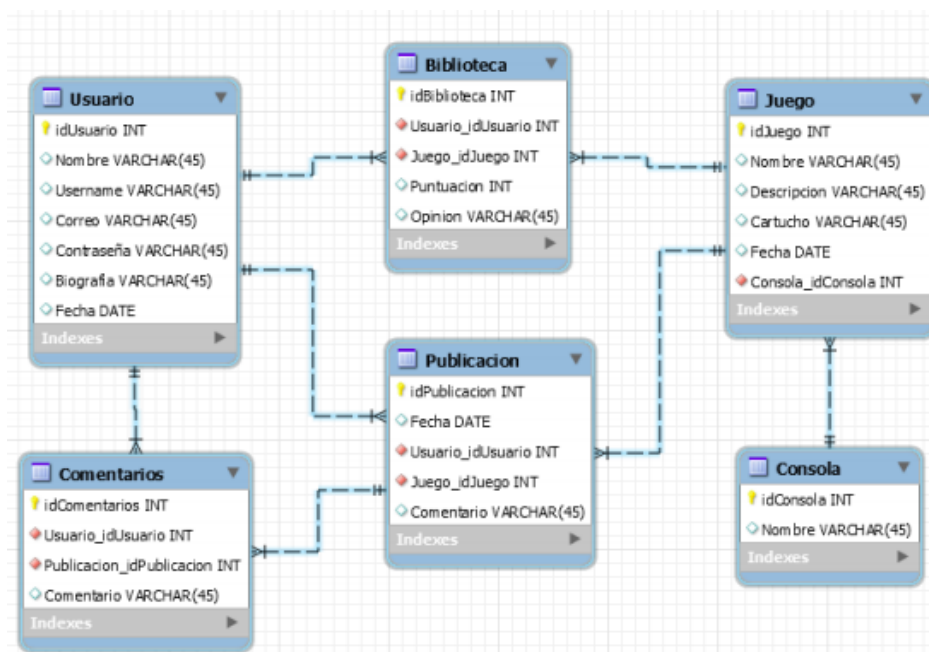 Usuario
idUsuario INT
Nombre VARCHAR(45)
Username VARCHAR(45)
Correo VARCHAR(45)
Contraseña VARCHAR(45)
Biografia VARCHAR(45)
Fecha DATE
Indexes
Biblioteca
idBiblioteca INT
Usuario_idUsuario INT
Juego_idJuego INT
Puntuacion INT
Opinion VARCHAR(45)
Indexes
Juego
idJuego INT
Nombre VARCHAR(45)
Descripcion VARCHAR(45)
Cartucho VARCHAR(45)
Fecha DATE
Consola_idConsola INT
Indexes
Publicacion
idPublicacion INT
Fecha DATE
Usuario_idUsuario INT
Juego_idJuego INT
Comentario VARCHAR(45)
Indexes
Comentarios
idComentarios INT
Usuario_idUsuario INT
Publicacion_idPublicacion INT
Comentario VARCHAR(45)
Indexes
Consola
idConsola INT
Nombre VARCHAR(45)
Indexes